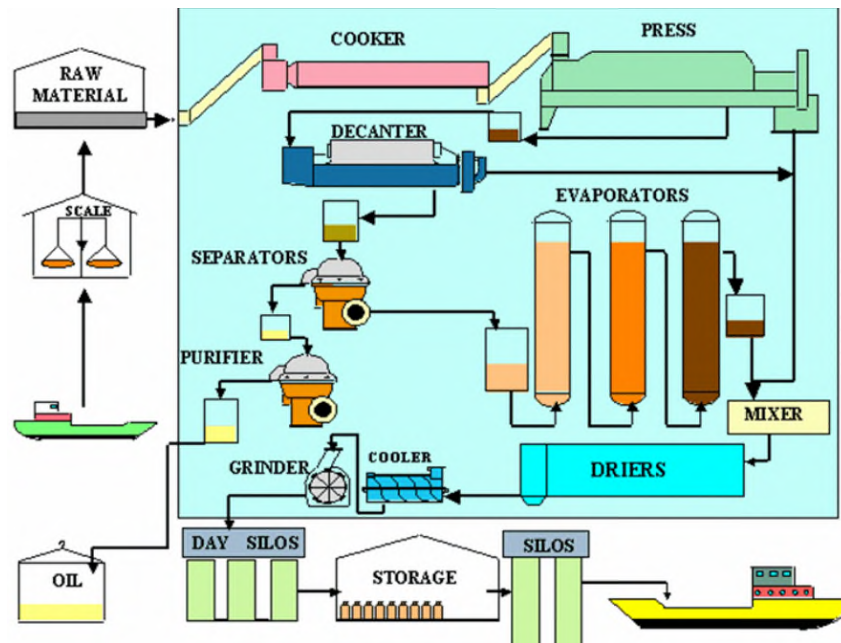 COOKER
PRESS
RAW
MATERIAL
DECANTER
SCALE
EVAPORATORS
SEPARATORS
PURIFIER
MIXER
GRINDER
COOLER
DRIERS
DAY SILOS
SILOS
STORAGE
OIL